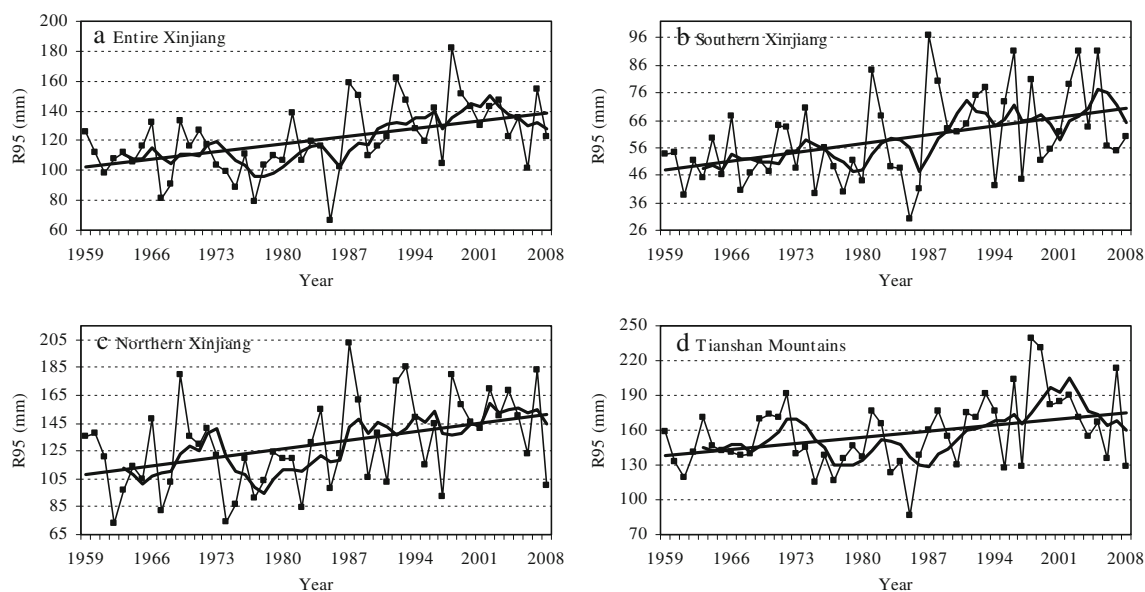 a Entire Xinjiang
R95 (mm)
200
180
160
140
120
100
80
60
1959 1966 1973 1980 1987 1994 2001 2008
Year
b Southern Xinjiang
R95 (mm)
96
86
76
66
56
46
36
26
1959 1966 1973 1980 1987 1994 2001 2008
Year
c Northern Xinjiang
R95 (mm)
205
185
165
145
125
105
85
65
1959 1966 1973 1980 1987 1994 2001 2008
Year
d Tianshan Mountains
R95 (mm)
250
220
190
160
130
100
70
1959 1966 1973 1980 1987 1994 2001 2008
Year